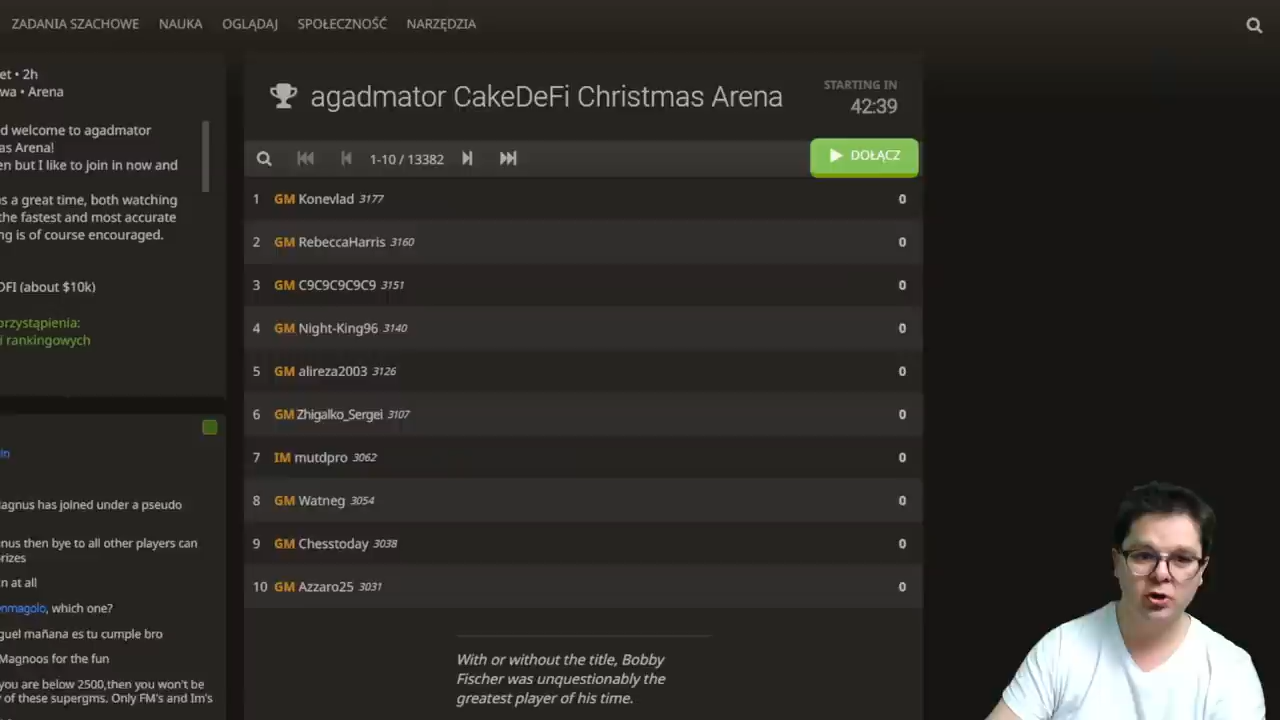 ZADANIA SZACHOWE NAUKA OGLĄDAJ SPOŁECZNOŚĆ NARZĘDZIA
et • 2h
wa • Arena
d welcome to agadmator
as Arena!
en but I like to join in now and
s a great time, both watching
the fastest and most accurate
ng is of course encouraged.
DFI (about $10k)
orzystąpienia:
i rankingowych
in
Magnus has joined under a pseudo
nus then bye to all other players can
rizes
n at all
nmagolo, which one?
guel mañana es tu cumple bro
Magnoos for the fun
you are below 2500,then you won't be
y of these supergms. Only FM's and Im's
agadmator CakeDeFi Christmas Arena
STARTING IN
42:39
1-10 / 13382
DOŁĄCZ
1 GM Konevlad 3177 0
2 GM RebeccaHarris 3160 0
3 GM C9C9C9C9C9 3151 0
4 GM Night-King96 3140 0
5 GM alireza2003 3126 0
6 GM Zhigalko_Sergei 3107 0
7 IM mutdpro 3062 0
8 GM Watneg 3054 0
9 GM Chesstoday 3038 0
10 GM Azzaro25 3031 0
With or without the title, Bobby
Fischer was unquestionably the
greatest player of his time.